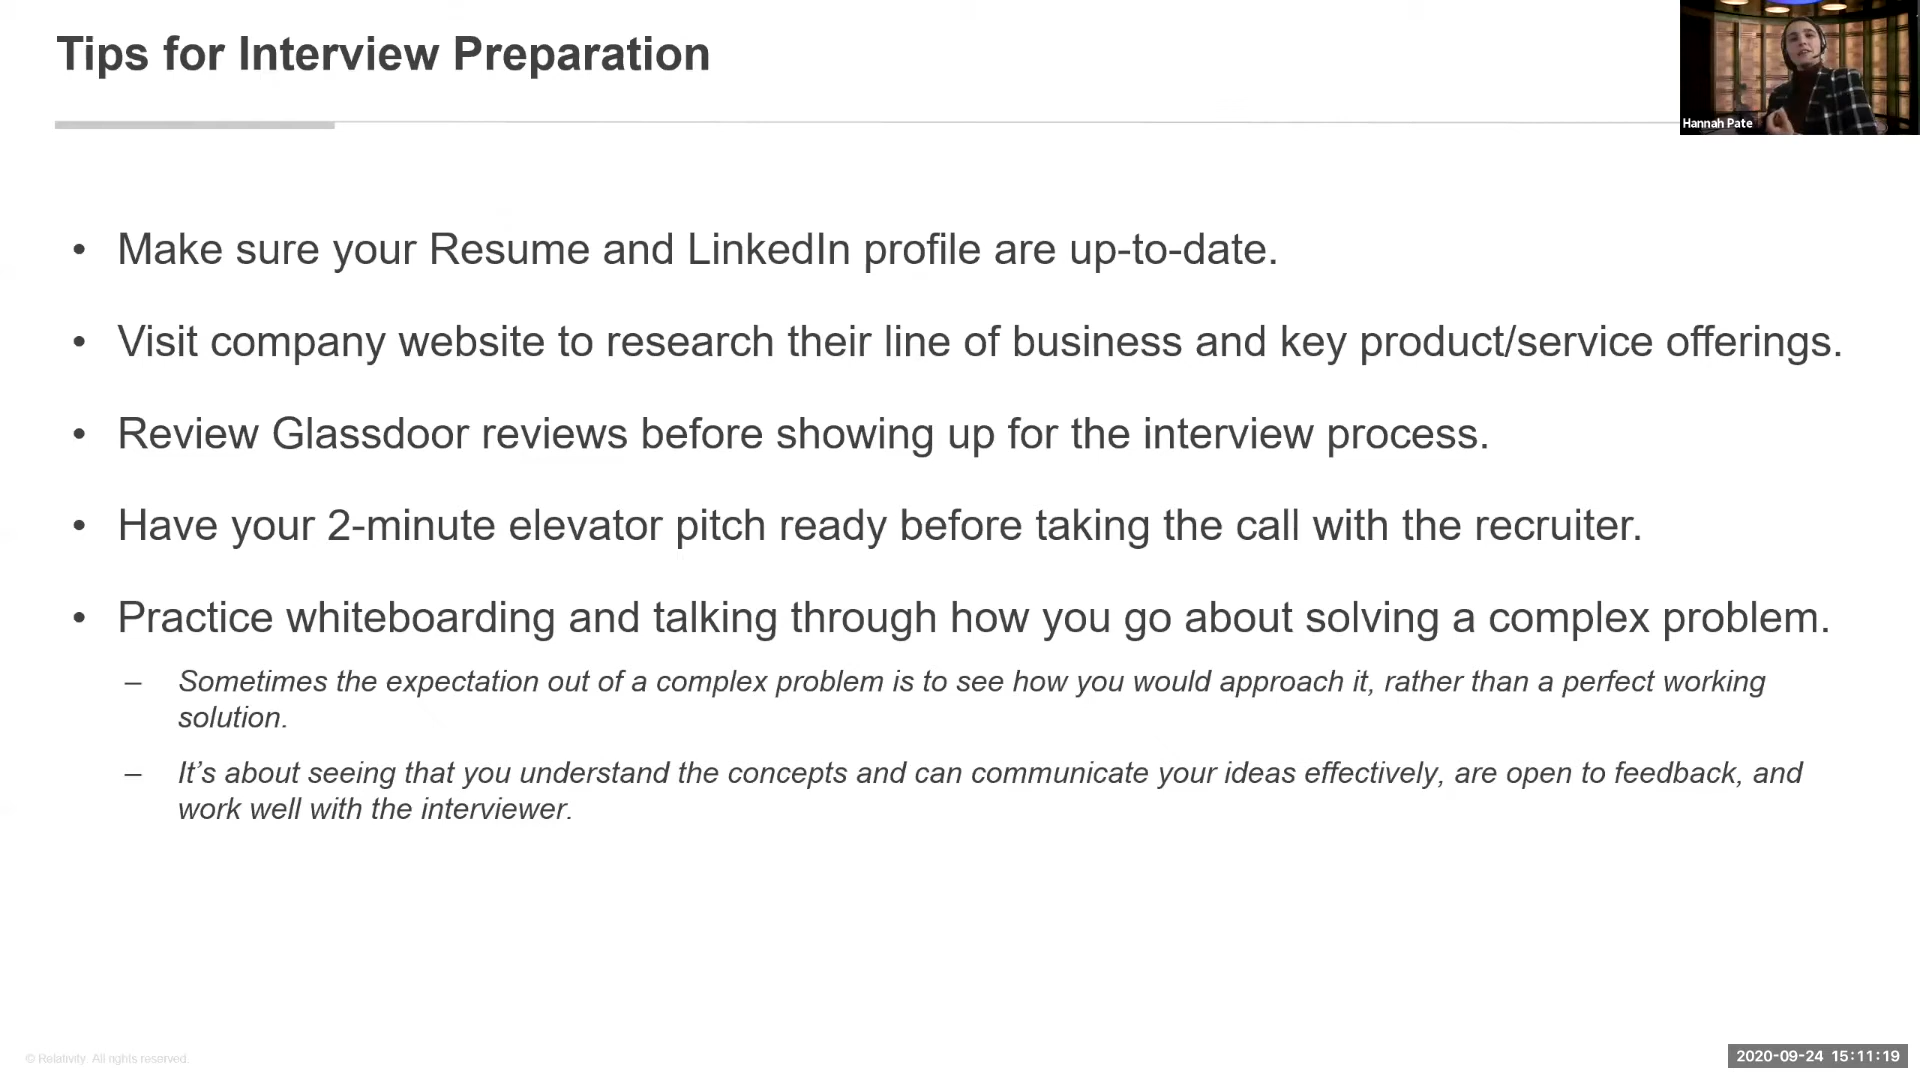 Tips for Interview Preparation
Hannah Pate
• Make sure your Resume and LinkedIn profile are up-to-date.
• Visit company website to research their line of business and key product/service offerings.
• Review Glassdoor reviews before showing up for the interview process.
• Have your 2-minute elevator pitch ready before taking the call with the recruiter.
• Practice whiteboarding and talking through how you go about solving a complex problem.
– Sometimes the expectation out of a complex problem is to see how you would approach it, rather than a perfect working
solution.
– It’s about seeing that you understand the concepts and can communicate your ideas effectively, are open to feedback, and
work well with the interviewer.
© Relativity. All rights reserved.
2020-09-24 15:11:19